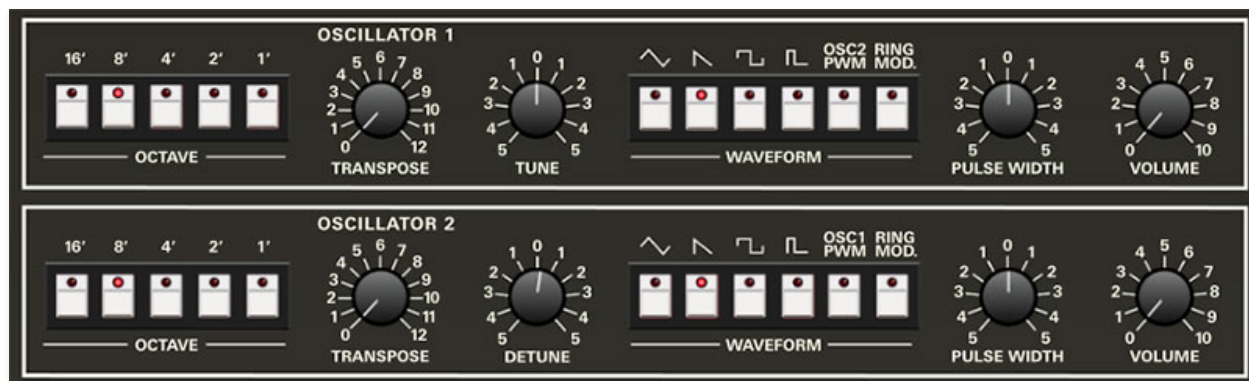 OSCILLATOR 1
16' 8' 4' 2' 1'
OCTAVE
0 1 2 3 4 5 6 7 8 9 10 11 12
TRANSPOSE
5 4 3 2 1 0 1 2 3 4 5
TUNE
OSC2 PWM
RING MOD.
WAVEFORM
5 4 3 2 1 0 1 2 3 4 5
PULSE WIDTH
0 1 2 3 4 5 6 7 8 9 10
VOLUME
OSCILLATOR 2
16' 8' 4' 2' 1'
OCTAVE
0 1 2 3 4 5 6 7 8 9 10 11 12
TRANSPOSE
5 4 3 2 1 0 1 2 3 4 5
DETUNE
OSC1 PWM
RING MOD.
WAVEFORM
5 4 3 2 1 0 1 2 3 4 5
PULSE WIDTH
0 1 2 3 4 5 6 7 8 9 10
VOLUME